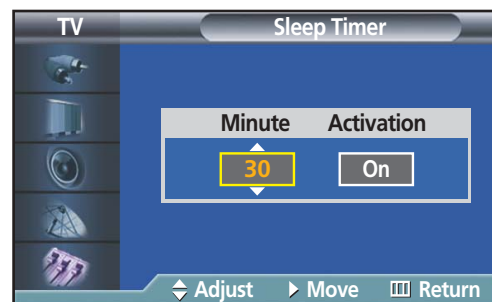 TV Sleep Timer
Minute Activation
30 On
Adjust Move Return